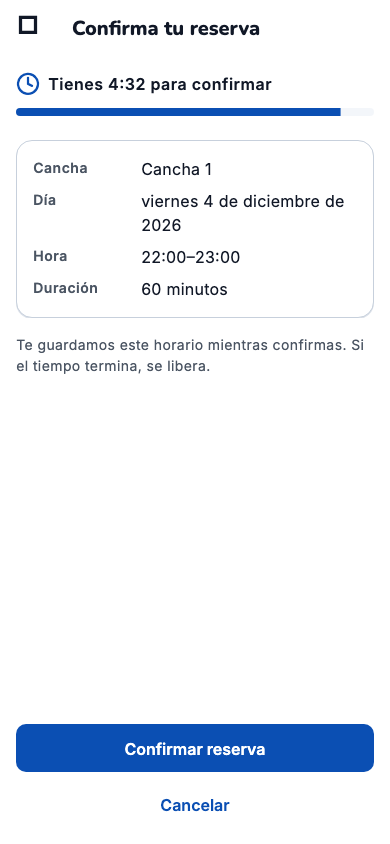 Confirma tu reserva
Tienes 4:32 para confirmar
Cancha Cancha 1
Día viernes 4 de diciembre de
2026
Hora 22:00–23:00
Duración 60 minutos
Te guardamos este horario mientras confirmas. Si
el tiempo termina, se libera.
Confirmar reserva
Cancelar